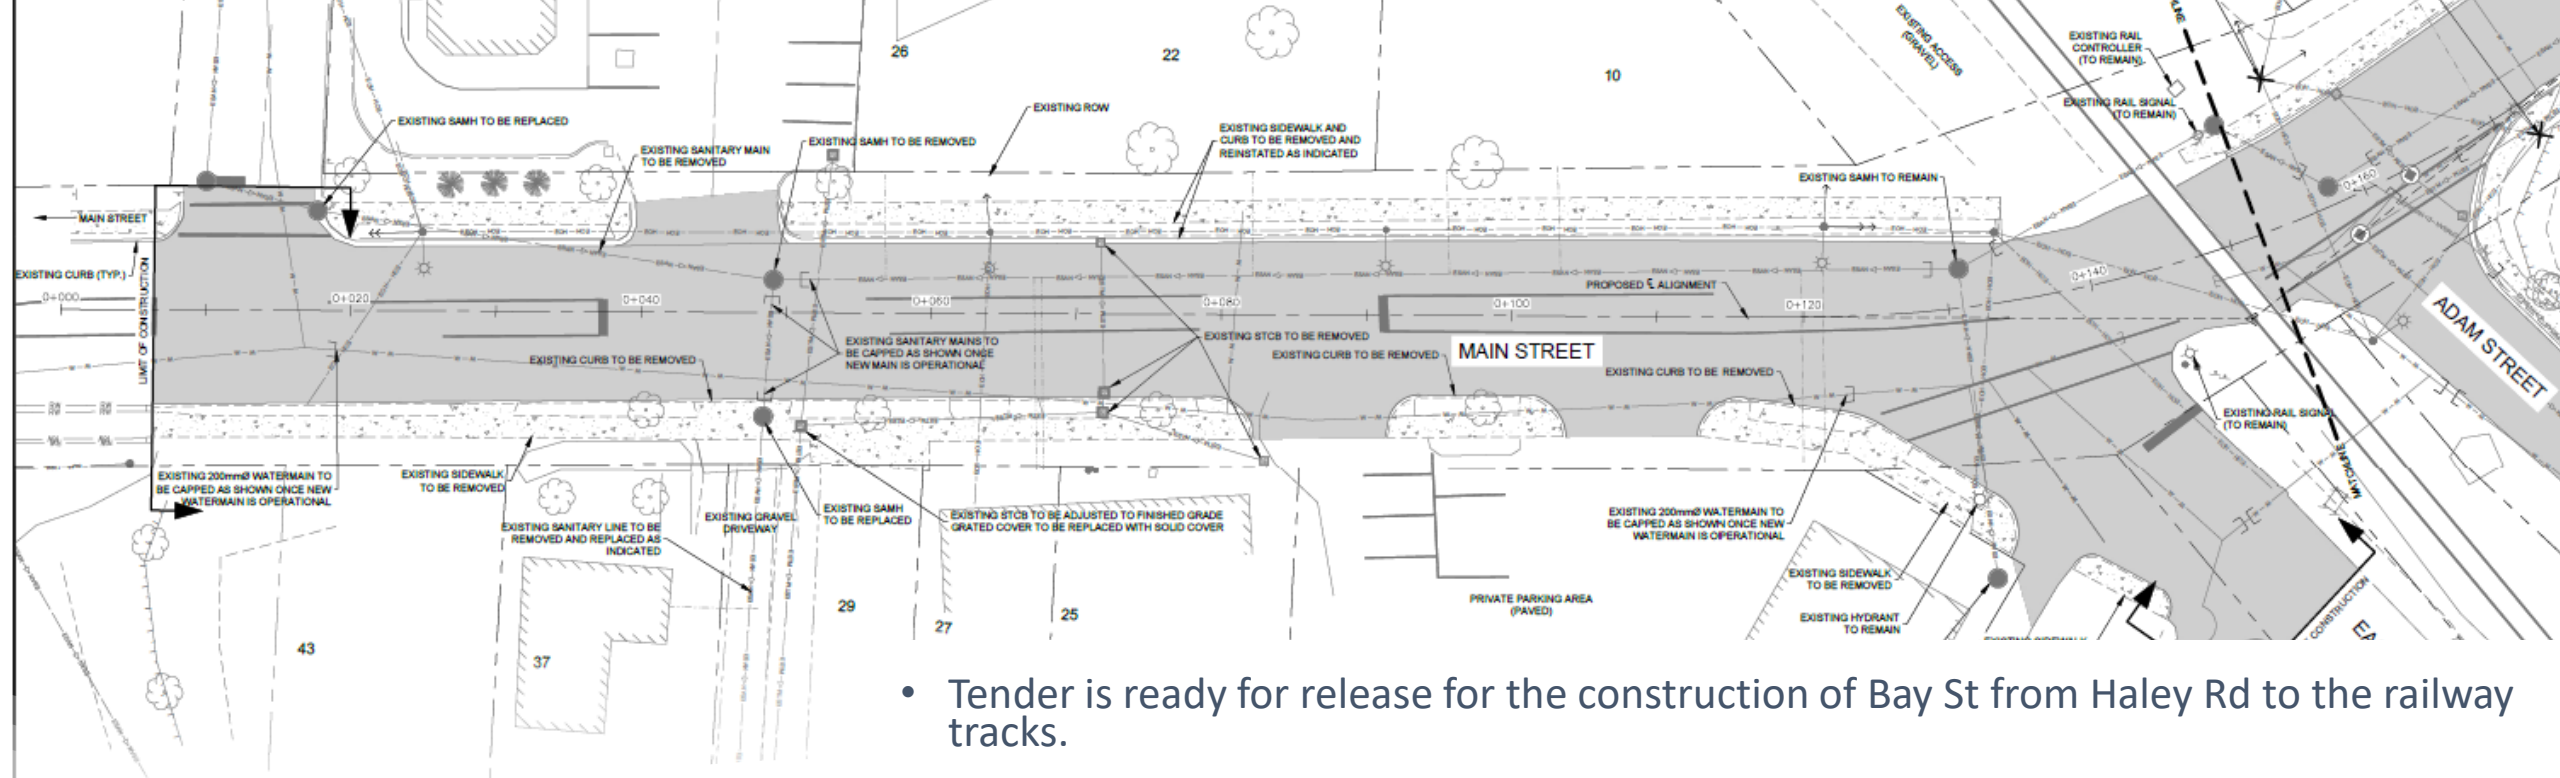 26
22
10
EXISTING ACCESS
(GRAVEL)
EXISTING RAIL
CONTROLLER
(TO REMAIN)
EXISTING RAIL SIGNAL
(TO REMAIN)
EXISTING SAMH TO BE REPLACED
EXISTING SANITARY MAIN
TO BE REMOVED
EXISTING SAMH TO BE REMOVED
EXISTING ROW
EXISTING SIDEWALK AND
CURB TO BE REMOVED AND
REINSTATED AS INDICATED
EXISTING SAMH TO REMAIN
0+160
MAIN STREET
EXISTING CURB (TYP.)
LIMIT OF CONSTRUCTION
0+000
0+020
0+040
0+060
0+080
0+100
0+120
0+140
PROPOSED ℄ ALIGNMENT
EXISTING SANITARY MAINS TO
BE CAPPED AS SHOWN ONCE
NEW MAIN IS OPERATIONAL
EXISTING STCB TO BE REMOVED
EXISTING CURB TO BE REMOVED
EXISTING CURB TO BE REMOVED
MAIN STREET
EXISTING CURB TO BE REMOVED
ADAM STREET
EXISTING RAIL SIGNAL
(TO REMAIN)
MATCHLINE
EXISTING 200mmØ WATERMAIN TO
BE CAPPED AS SHOWN ONCE NEW
WATERMAIN IS OPERATIONAL
EXISTING SIDEWALK
TO BE REMOVED
EXISTING SANITARY LINE TO BE
REMOVED AND REPLACED AS
INDICATED
EXISTING GRAVEL
DRIVEWAY
EXISTING SAMH
TO BE REPLACED
EXISTING STCB TO BE ADJUSTED TO FINISHED GRADE
GRATED COVER TO BE REPLACED WITH SOLID COVER
EXISTING 200mmØ WATERMAIN TO
BE CAPPED AS SHOWN ONCE NEW
WATERMAIN IS OPERATIONAL
EXISTING SIDEWALK
TO BE REMOVED
EXISTING HYDRANT
TO REMAIN
PRIVATE PARKING AREA
(PAVED)
EXISTING SIDEWALK
CONSTRUCTION
43
37
29
27
25
• Tender is ready for release for the construction of Bay St from Haley Rd to the railway
tracks.